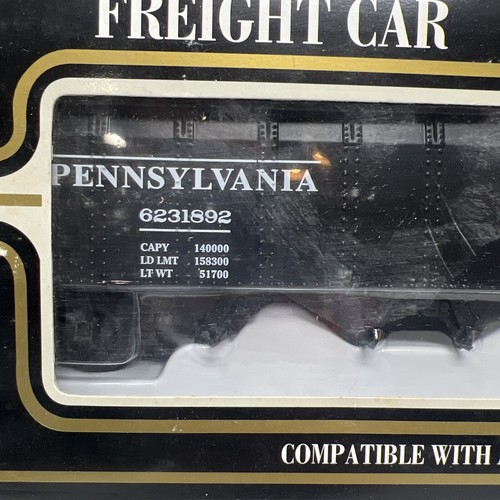 FREIGHT CAR
PENNSYLVANIA
6231892
CAPY 140000
LD LMT 158300
LT WT 51700
COMPATIBLE WITH